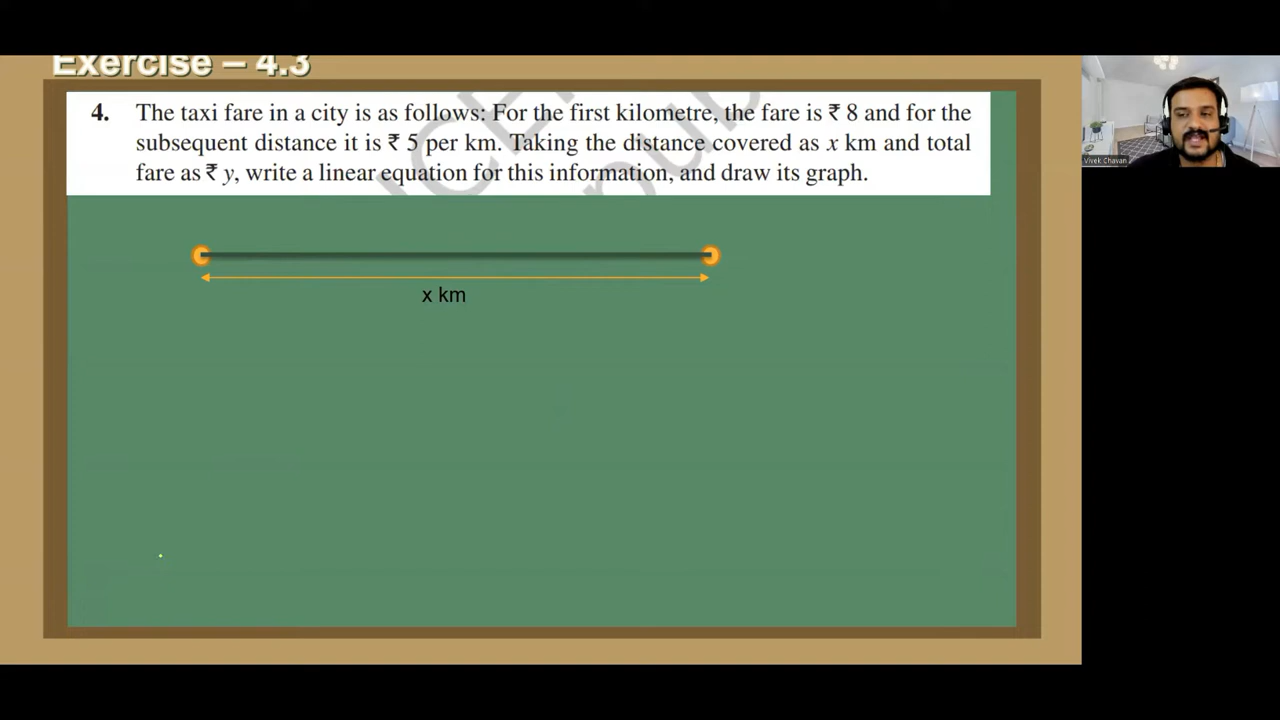 Exercise – 4.3
4. The taxi fare in a city is as follows: For the first kilometre, the fare is ₹ 8 and for the
subsequent distance it is ₹ 5 per km. Taking the distance covered as x km and total
fare as ₹ y, write a linear equation for this information, and draw its graph.
x km
Vivek Chavan